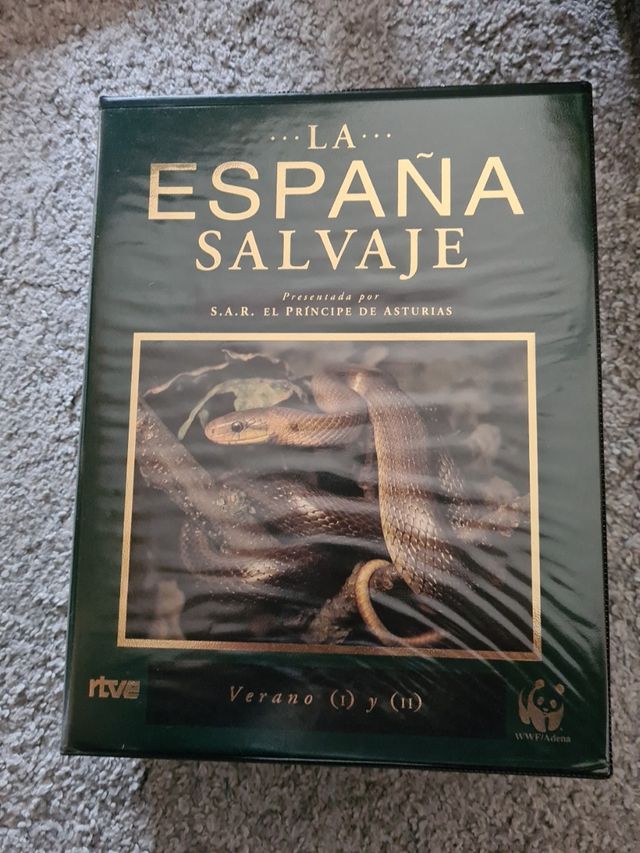 ...LA...
ESPAÑA
SALVAJE
Presentada por
S.A.R. EL PRÍNCIPE DE ASTURIAS
rtve
Verano (I) y (II)
WWF/Adena